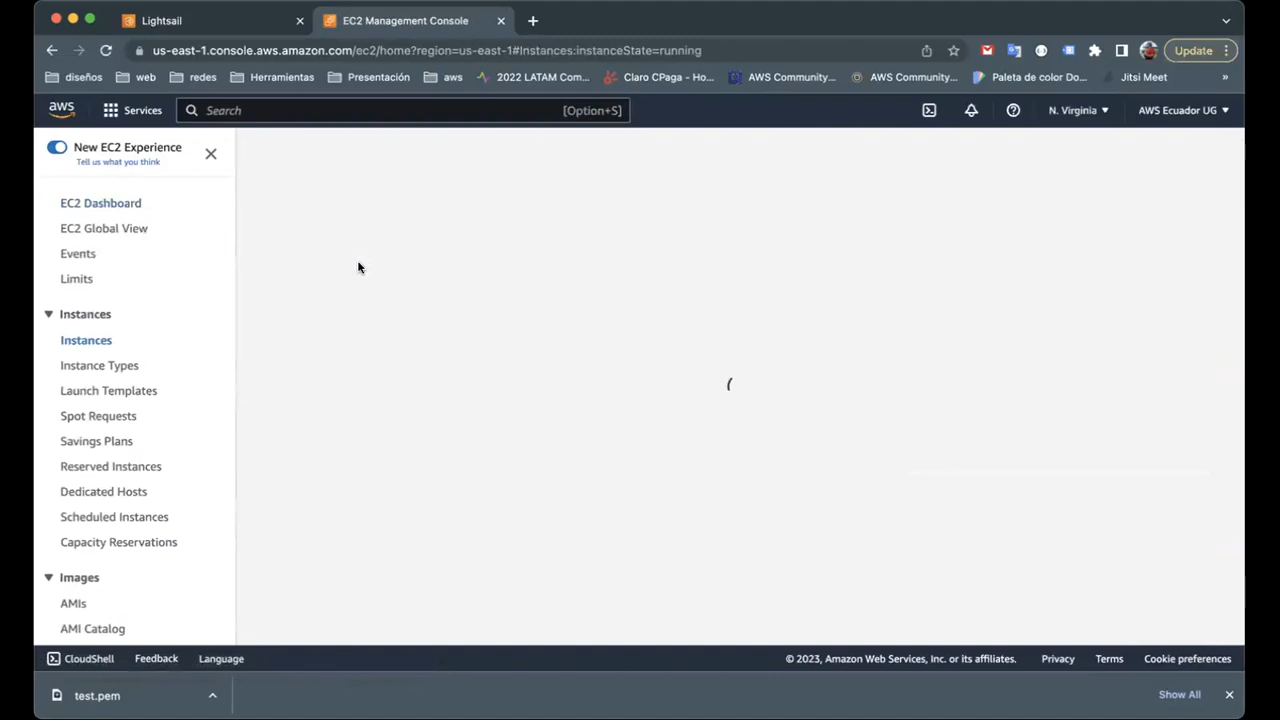 Lightsail
EC2 Management Console
us-east-1.console.aws.amazon.com/ec2/home?region=us-east-1#Instances:instanceState=running
Update
diseños
web
redes
Herramientas
Presentación
aws
2022 LATAM Com...
Claro CPaga - Ho...
AWS Community...
AWS Community...
Paleta de color Do...
Jitsi Meet
»
aws
Services
Search
[Option+S]
N. Virginia
AWS Ecuador UG
New EC2 Experience
Tell us what you think
EC2 Dashboard
EC2 Global View
Events
Limits
Instances
Instances
Instance Types
Launch Templates
Spot Requests
Savings Plans
Reserved Instances
Dedicated Hosts
Scheduled Instances
Capacity Reservations
Images
AMIs
AMI Catalog
CloudShell
Feedback
Language
© 2023, Amazon Web Services, Inc. or its affiliates.
Privacy
Terms
Cookie preferences
test.pem
Show All